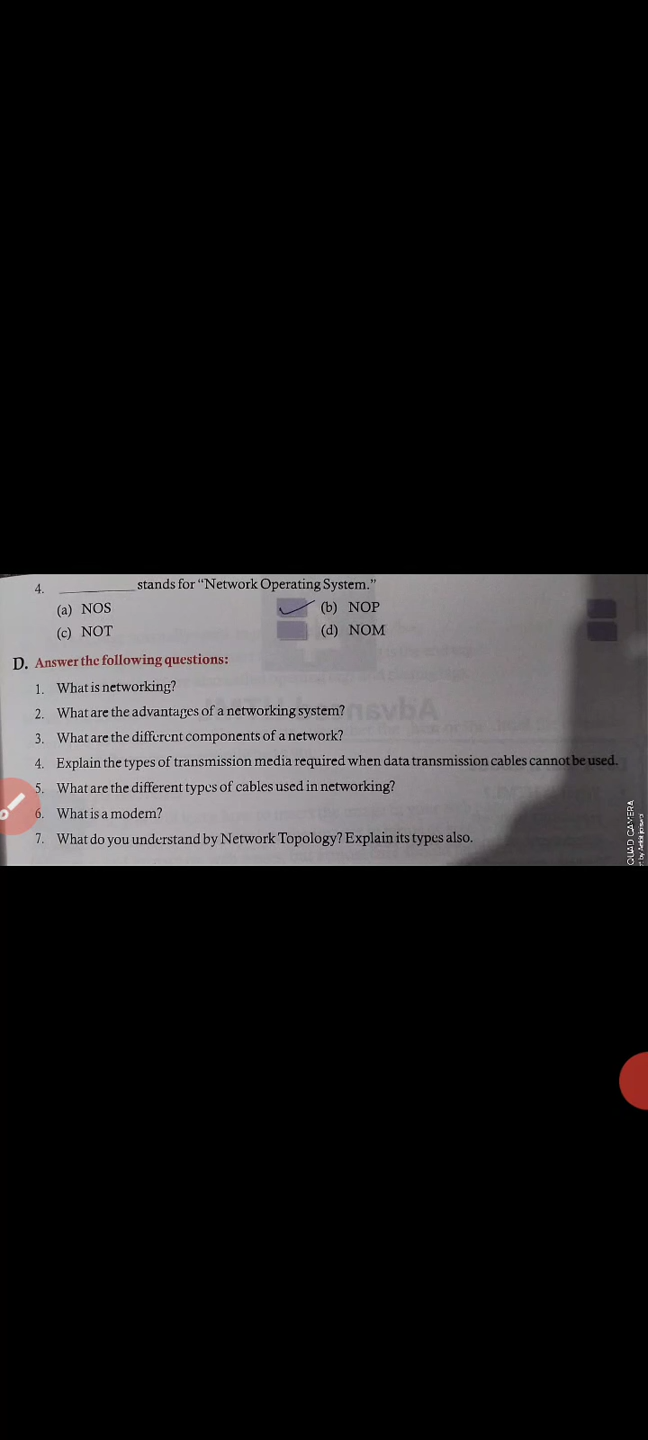 4. __________ stands for “Network Operating System.”
(a) NOS (b) NOP
(c) NOT (d) NOM
D. Answer the following questions:
1. What is networking?
2. What are the advantages of a networking system?
3. What are the different components of a network?
4. Explain the types of transmission media required when data transmission cables cannot be used.
5. What are the different types of cables used in networking?
6. What is a modem?
7. What do you understand by Network Topology? Explain its types also.
QUAD CAMERA